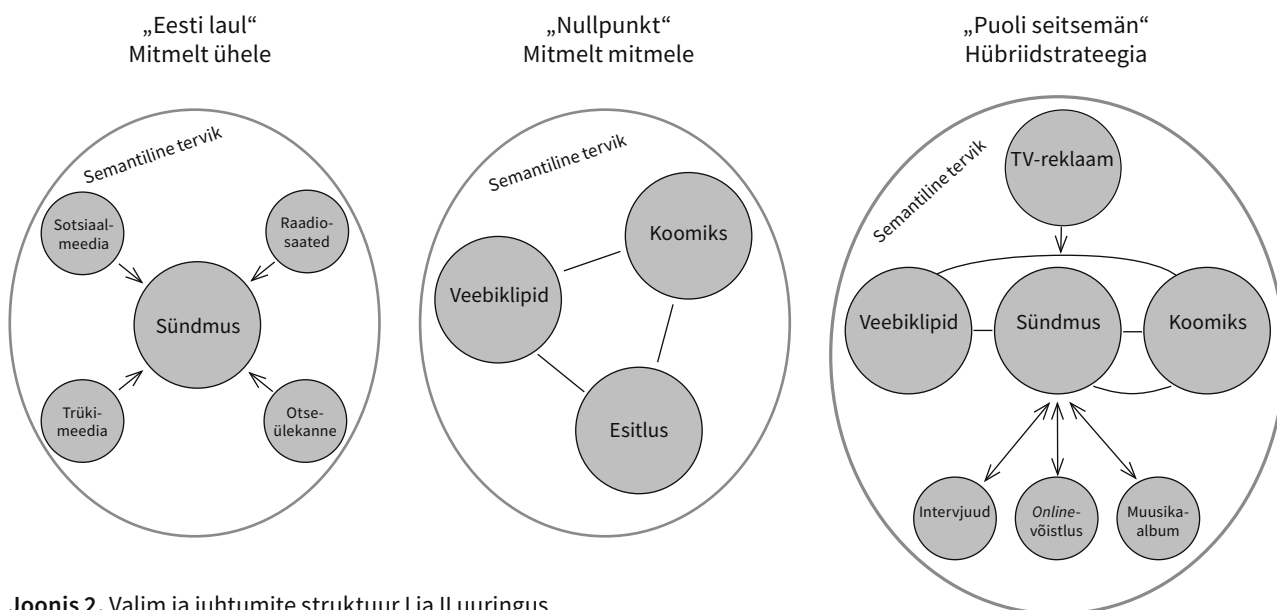 „Eesti laul“
Mitmelt ühele
Semantiline tervik
Sotsiaal-
meedia
Raadio-
saated
Sündmus
Trüki-
meedia
Otse-
ülekanne
„Nullpunkt“
Mitmelt mitmele
Semantiline tervik
Koomiks
Veebiklipid
Esitlus
„Puoli seitsemän“
Hübriidstrateegia
Semantiline tervik
TV-reklaam
Veebiklipid
Sündmus
Koomiks
Intervjuud
Online-
võistlus
Muusika-
album
Joonis 2. Valim ja juhtumite struktuur I ja II uuringus